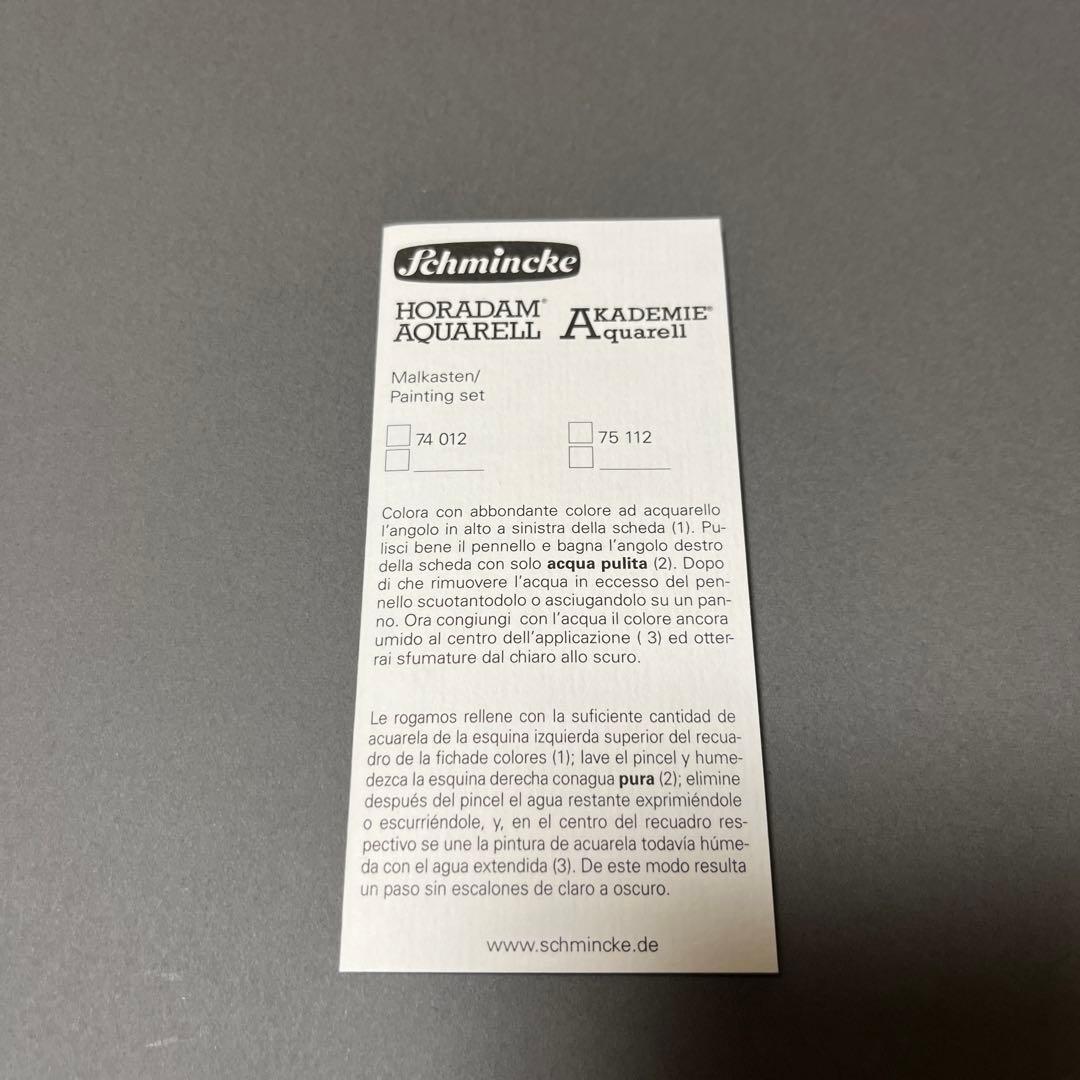 Schmincke
HORADAM®
AQUARELL
AKADEMIE®
Aquarell
Malkasten/
Painting set
74 012
75 112
Colora con abbondante colore ad acquarello
l'angolo in alto a sinistra della scheda (1). Pu-
lisci bene il pennello e bagna l'angolo destro
della scheda con solo acqua pulita (2). Dopo
di che rimuovere l'acqua in eccesso del pen-
nello scuotantodolo o asciugandolo su un pan-
no. Ora congiungi con l'acqua il colore ancora
umido al centro dell'applicazione ( 3) ed otter-
rai sfumature dal chiaro allo scuro.
Le rogamos rellene con la suficiente cantidad de
acuarela de la esquina izquierda superior del recua-
dro de la fichade colores (1); lave el pincel y hume-
dezca la esquina derecha conagua pura (2); elimine
después del pincel el agua restante exprimiéndole
o escurriéndole, y, en el centro del recuadro res-
pectivo se une la pintura de acuarela todavía húme-
da con el agua extendida (3). De este modo resulta
un paso sin escalones de claro a oscuro.
www.schmincke.de